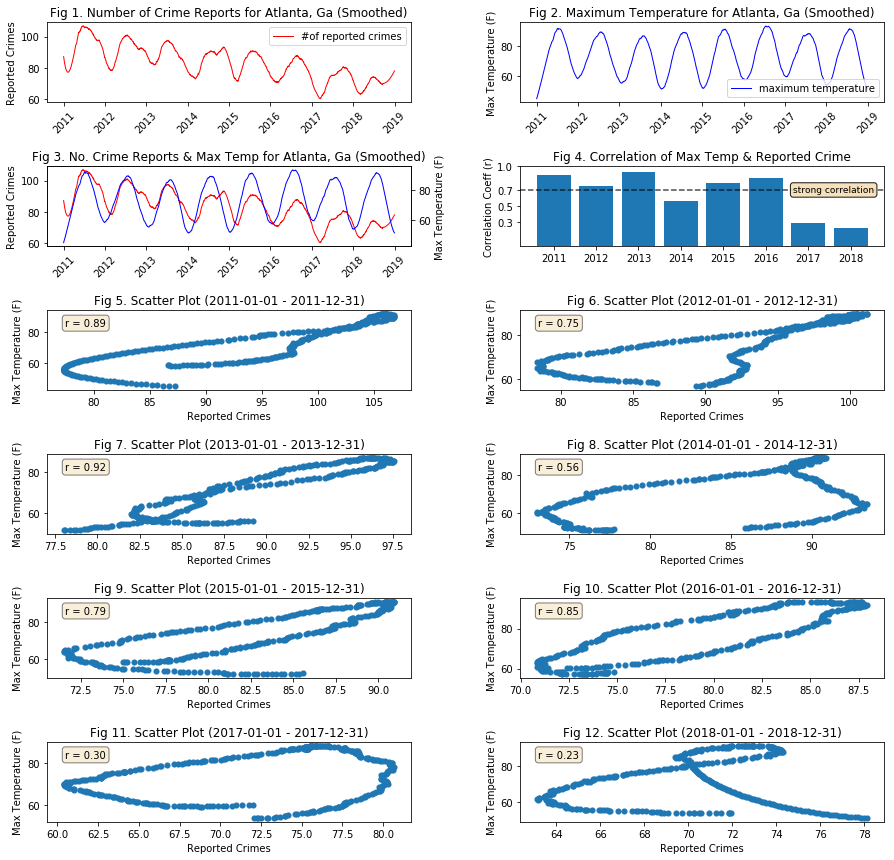 Fig 1. Number of Crime Reports for Atlanta, Ga (Smoothed)
Reported Crimes
100
80
60
#of reported crimes
2011 2012 2013 2014 2015 2016 2017 2018 2019
Fig 2. Maximum Temperature for Atlanta, Ga (Smoothed)
Max Temperature (F)
80
60
maximum temperature
2011 2012 2013 2014 2015 2016 2017 2018 2019
Fig 3. No. Crime Reports & Max Temp for Atlanta, Ga (Smoothed)
Reported Crimes
100
80
60
80
60
Max Temperature (F)
2011 2012 2013 2014 2015 2016 2017 2018 2019
Fig 4. Correlation of Max Temp & Reported Crime
Correlation Coeff (r)
1.0
0.7
0.5
0.3
strong correlation
2011 2012 2013 2014 2015 2016 2017 2018
Fig 5. Scatter Plot (2011-01-01 - 2011-12-31)
Max Temperature (F)
80
60
r = 0.89
80 85 90 95 100 105
Reported Crimes
Fig 6. Scatter Plot (2012-01-01 - 2012-12-31)
Max Temperature (F)
80
60
r = 0.75
80 85 90 95 100
Reported Crimes
Fig 7. Scatter Plot (2013-01-01 - 2013-12-31)
Max Temperature (F)
80
60
r = 0.92
77.5 80.0 82.5 85.0 87.5 90.0 92.5 95.0 97.5
Reported Crimes
Fig 8. Scatter Plot (2014-01-01 - 2014-12-31)
Max Temperature (F)
80
60
r = 0.56
75 80 85 90
Reported Crimes
Fig 9. Scatter Plot (2015-01-01 - 2015-12-31)
Max Temperature (F)
80
60
r = 0.79
72.5 75.0 77.5 80.0 82.5 85.0 87.5 90.0
Reported Crimes
Fig 10. Scatter Plot (2016-01-01 - 2016-12-31)
Max Temperature (F)
80
60
r = 0.85
70.0 72.5 75.0 77.5 80.0 82.5 85.0 87.5
Reported Crimes
Fig 11. Scatter Plot (2017-01-01 - 2017-12-31)
Max Temperature (F)
80
60
r = 0.30
60.0 62.5 65.0 67.5 70.0 72.5 75.0 77.5 80.0
Reported Crimes
Fig 12. Scatter Plot (2018-01-01 - 2018-12-31)
Max Temperature (F)
80
60
r = 0.23
64 66 68 70 72 74 76 78
Reported Crimes